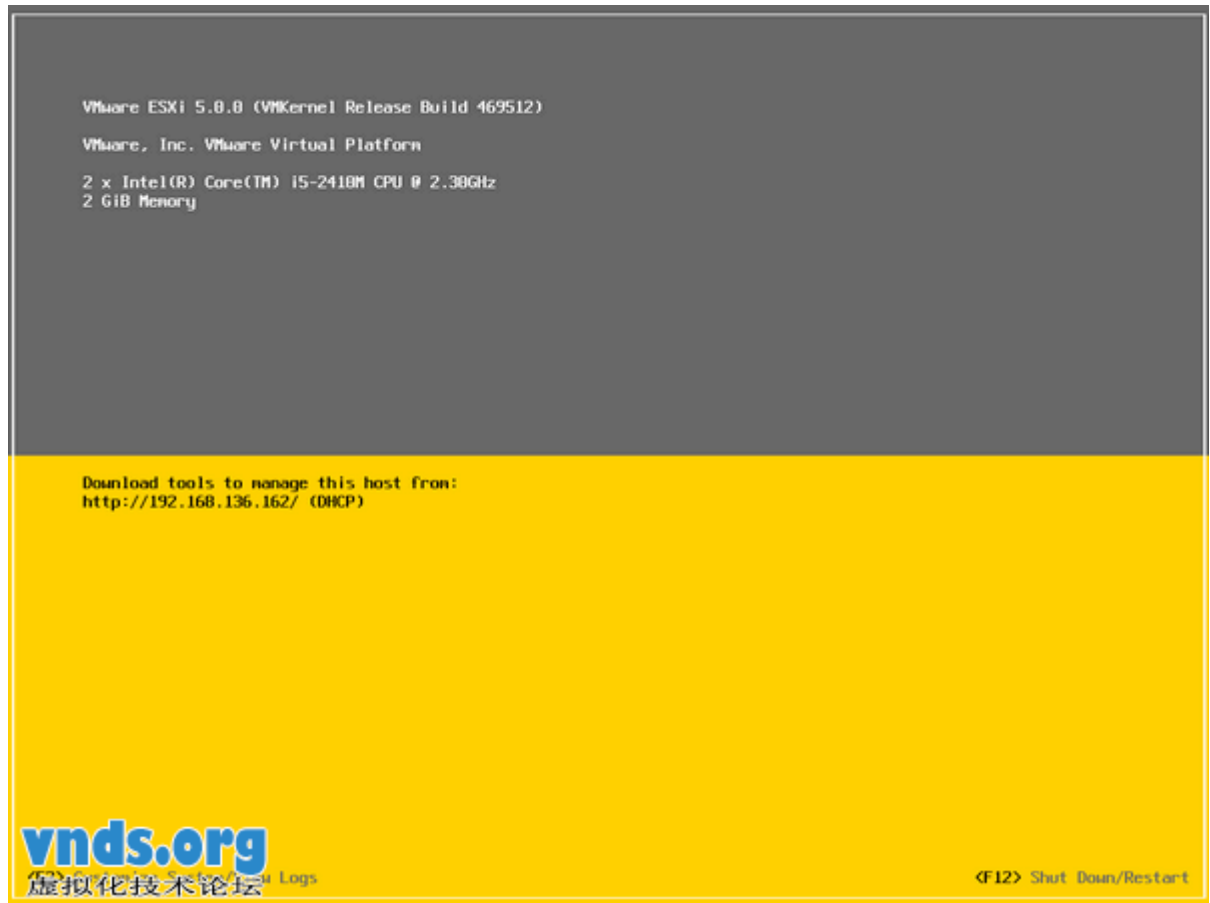 VMware ESXi 5.0.0 (VMKernel Release Build 469512)
VMware, Inc. VMware Virtual Platform
2 x Intel(R) Core(TM) i5-2410M CPU @ 2.30GHz
2 GiB Memory
Download tools to manage this host from:
http://192.168.136.162/ (DHCP)
vnds.org
虚拟化技术论坛
Logs
<F12> Shut Down/Restart